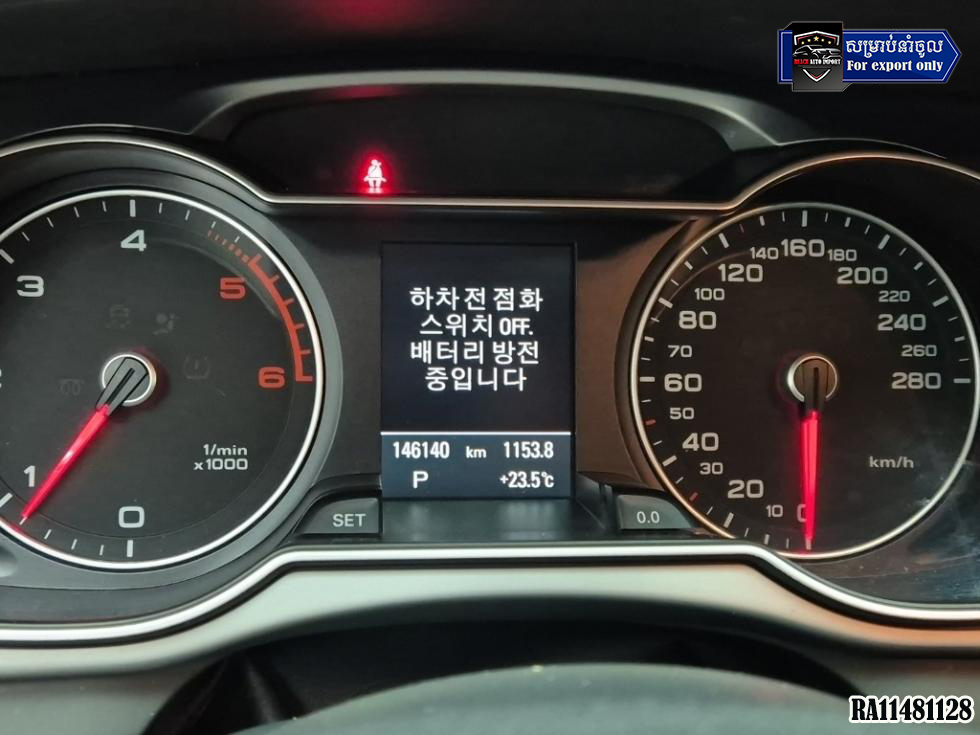 សម្រាប់នាំចូល
REACH AUTO IMPORT
For export only
1
3
4
5
6
0
1/min
x1000
하차 전 점화
스위치 OFF.
배터리 방전
중입니다
146140 km 1153.8
P +23.5°c
SET
0.0
0
10
20
30
40
50
60
70
80
100
120
140
160
180
200
220
240
260
280
km/h
RA11481128